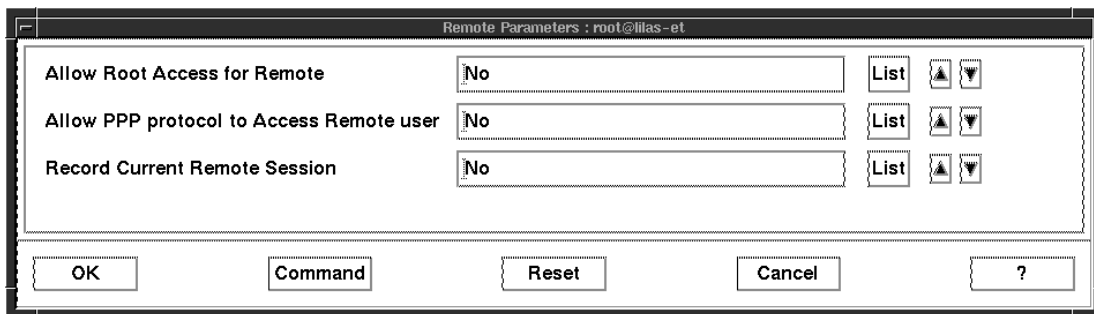 Remote Parameters : root@lilas-et
Allow Root Access for Remote No List
Allow PPP protocol to Access Remote user No List
Record Current Remote Session No List
OK Command Reset Cancel ?